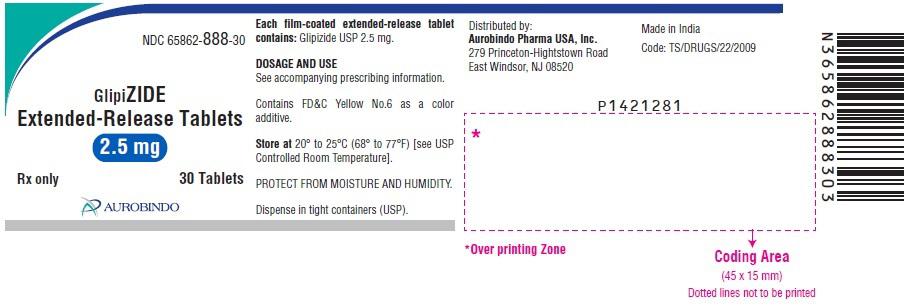 NDC 65862-888-30
GlipiZIDE
Extended-Release Tablets
2.5 mg
Rx only 30 Tablets
AUROBINDO
Each film-coated extended-release tablet
contains: Glipizide USP 2.5 mg.
DOSAGE AND USE
See accompanying prescribing information.
Contains FD&C Yellow No.6 as a color
additive.
Store at 20° to 25°C (68° to 77°F) [see USP
Controlled Room Temperature].
PROTECT FROM MOISTURE AND HUMIDITY.
Dispense in tight containers (USP).
Distributed by:
Aurobindo Pharma USA, Inc.
279 Princeton-Hightstown Road
East Windsor, NJ 08520
Made in India
Code: TS/DRUGS/22/2009
P1421281
*
*Over printing Zone
Coding Area
(45 x 15 mm)
Dotted lines not to be printed
N365862888303